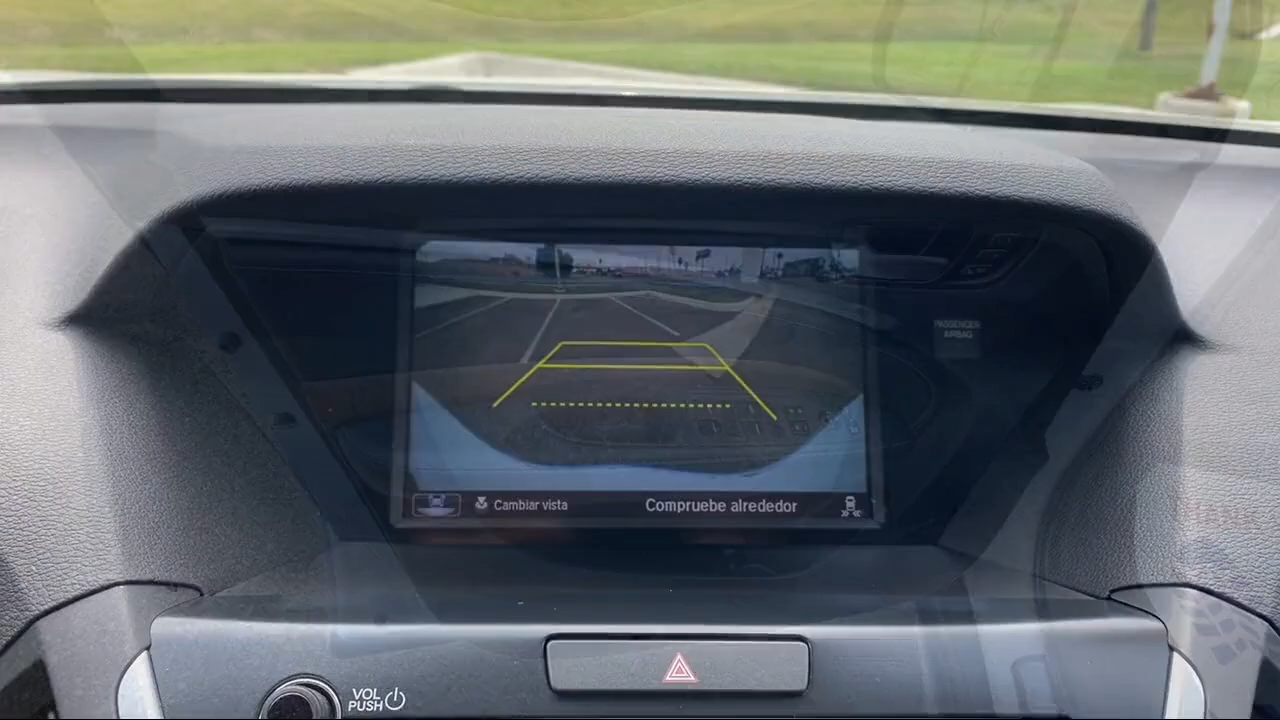 PASSENGER
AIRBAG
Cambiar vista
Compruebe alrededor
VOL
PUSH